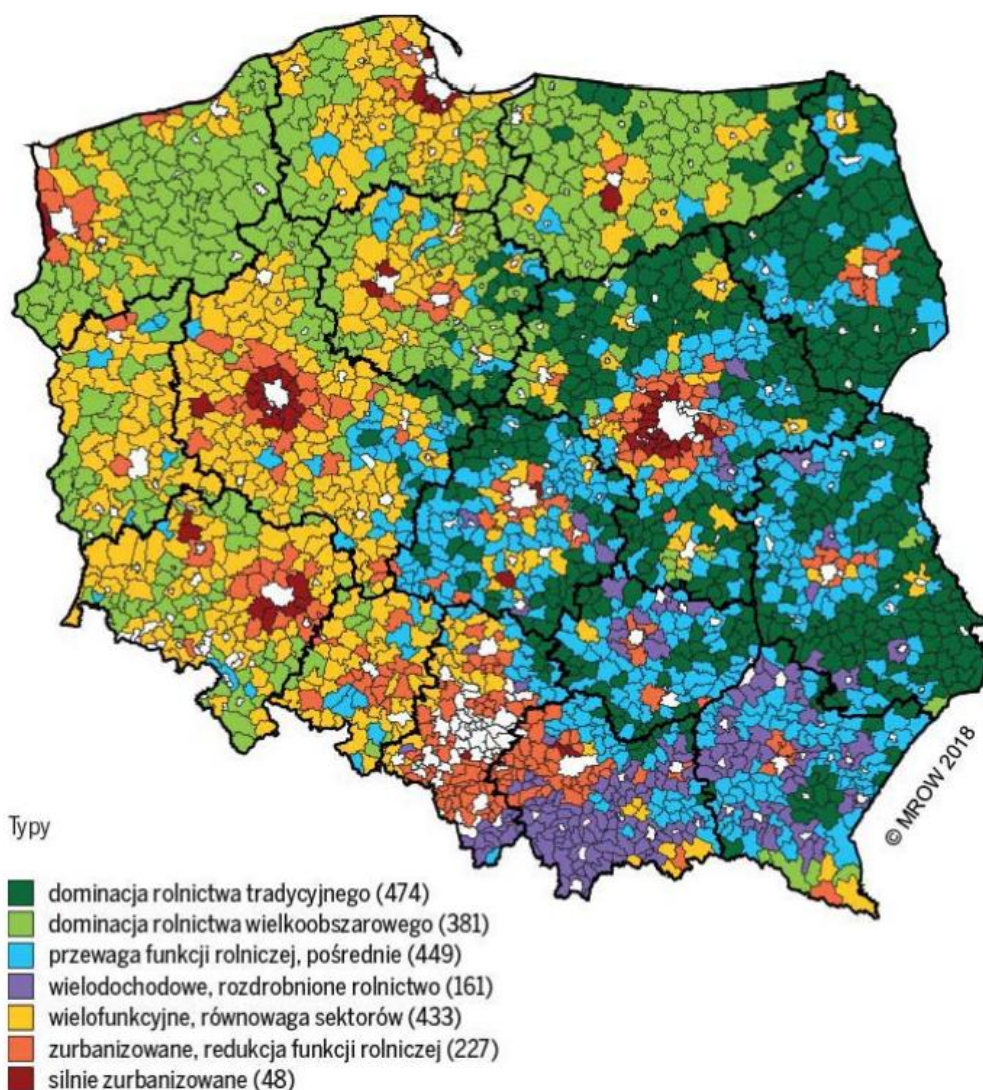 © MROW 2018
Typy
dominacja rolnictwa tradycyjnego (474)
dominacja rolnictwa wielkoobszarowego (381)
przewaga funkcji rolniczej, pośrednie (449)
wielodochodowe, rozdrobnione rolnictwo (161)
wielofunkcyjne, równowaga sektorów (433)
zurbanizowane, redukcja funkcji rolniczej (227)
silnie zurbanizowane (48)